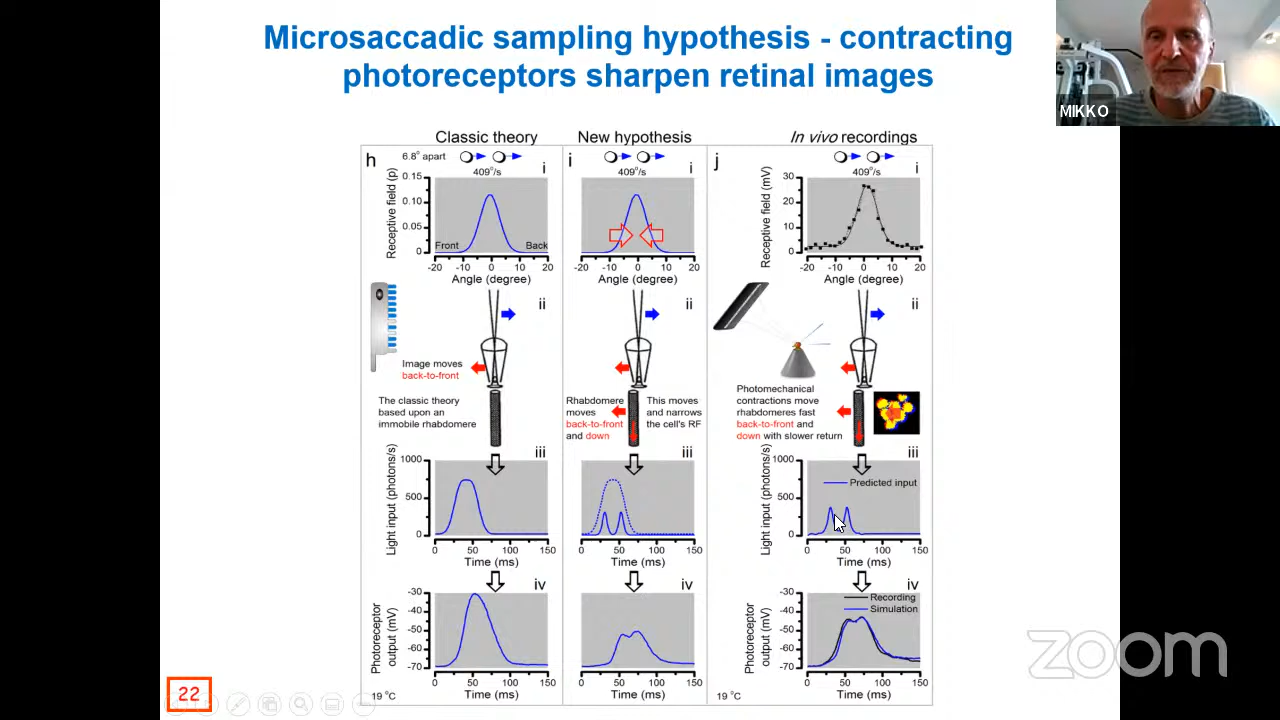 Microsaccadic sampling hypothesis - contracting
photoreceptors sharpen retinal images
MIKKO
Classic theory
New hypothesis
In vivo recordings
h
6.8° apart
i
409°/s
Receptive field (p)
0.15
0.10
0.05
0
Front
Back
-20
-10
0
10
20
Angle (degree)
ii
Image moves
back-to-front
The classic theory
based upon an
immobile rhabdomere
iii
Light input (photons/s)
1000
500
0
0
50
100
150
Time (ms)
iv
Photoreceptor
output (mV)
-30
-40
-50
-60
-70
0
50
100
150
Time (ms)
19 °C
i
i
409°/s
-20
-10
0
10
20
Angle (degree)
ii
Rhabdomere
moves
back-to-front
and down
This moves
and narrows
the cell's RF
iii
0
50
100
150
Time (ms)
iv
0
50
100
150
Time (ms)
j
i
409°/s
Receptive field (mV)
30
20
10
0
-20
-10
0
10
20
Angle (degree)
ii
Photomechanical
contractions move
rhabdomeres fast
back-to-front and
down with slower return
iii
Light input (photons/s)
1000
500
0
Predicted input
0
50
100
150
Time (ms)
iv
Photoreceptor
output (mV)
-30
-40
-50
-60
-70
Recording
Simulation
0
50
100
150
Time (ms)
19 °C
22
zoom